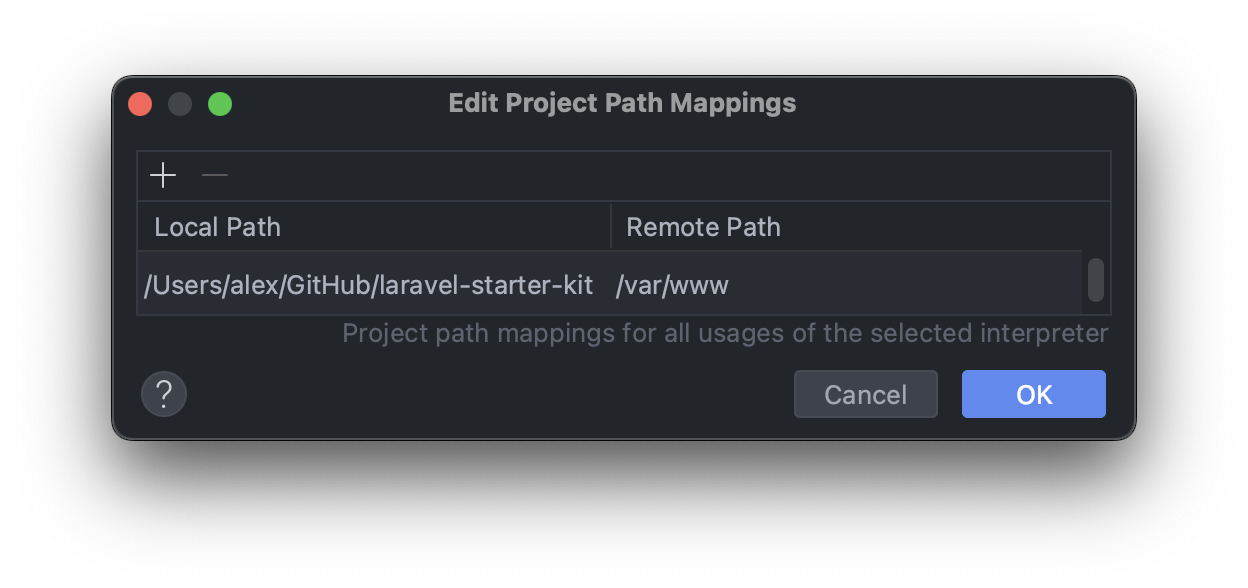 Edit Project Path Mappings
Local Path Remote Path
/Users/alex/GitHub/laravel-starter-kit /var/www
Project path mappings for all usages of the selected interpreter
? Cancel OK